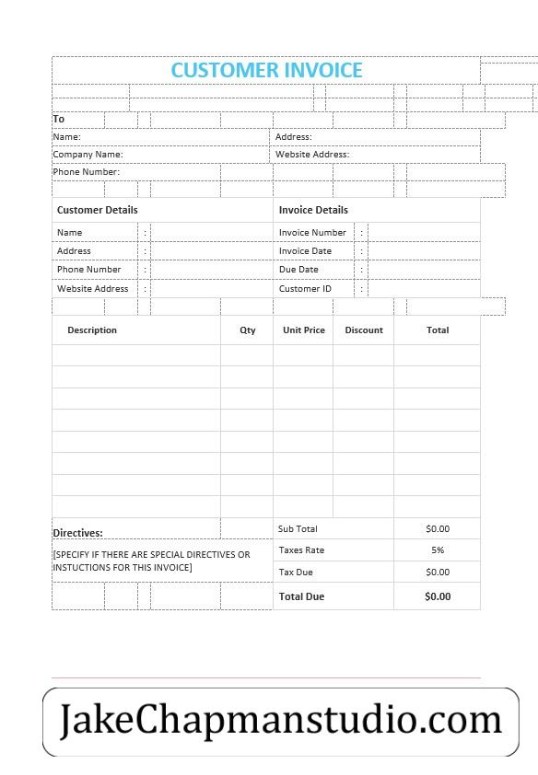 CUSTOMER INVOICE
To
Name: Address:
Company Name: Website Address:
Phone Number:
Customer Details Invoice Details
Name : Invoice Number :
Address : Invoice Date :
Phone Number : Due Date :
Website Address : Customer ID :
Description Qty Unit Price Discount Total
Sub Total $0.00
Directives:
Taxes Rate 5%
[SPECIFY IF THERE ARE SPECIAL DIRECTIVES OR
INSTUCTIONS FOR THIS INVOICE]
Tax Due $0.00
Total Due $0.00
JakeChapmanstudio.com